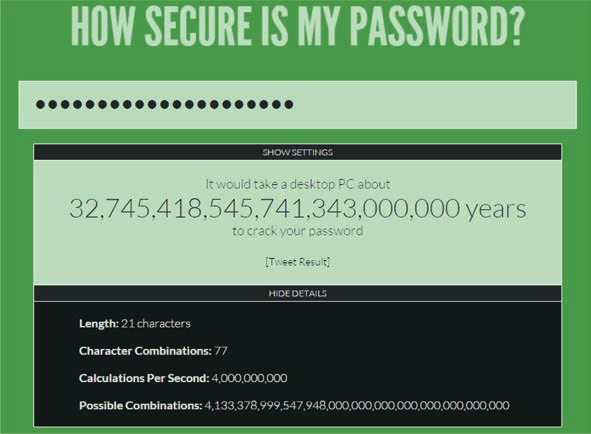 HOW SECURE IS MY PASSWORD?
SHOW SETTINGS
It would take a desktop PC about
32,745,418,545,741,343,000,000 years
to crack your password
[Tweet Result]
HIDE DETAILS
Length: 21 characters
Character Combinations: 77
Calculations Per Second: 4,000,000,000
Possible Combinations: 4,133,378,999,547,948,000,000,000,000,000,000,000,000